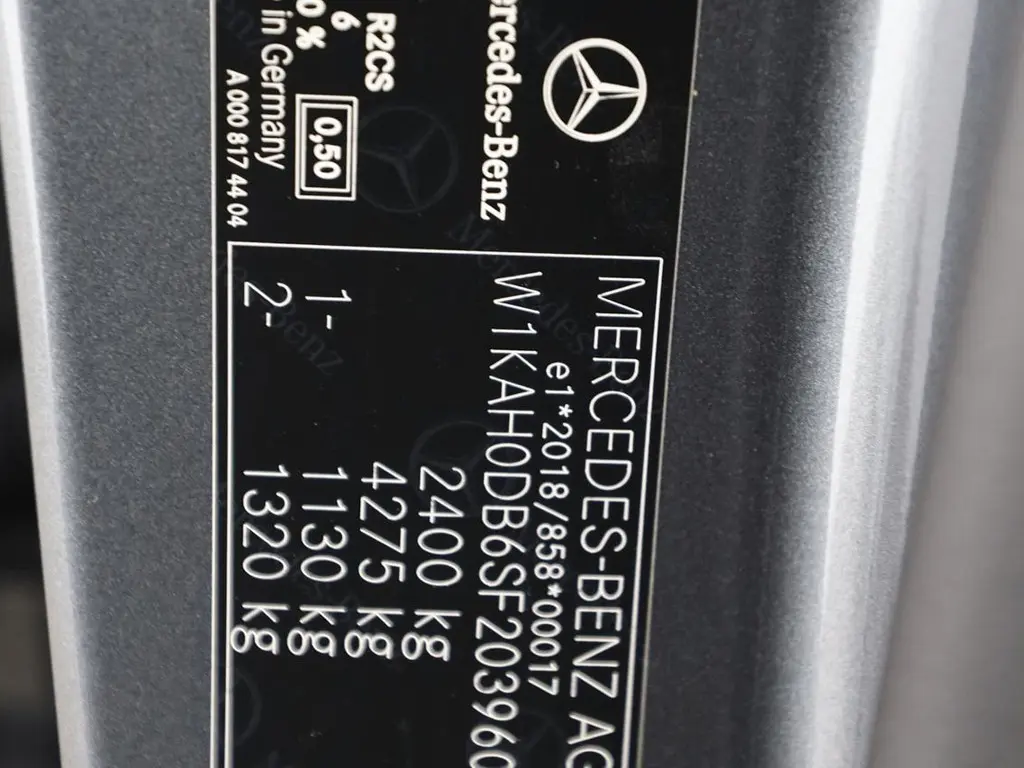 Mercedes-Benz
R2CS
6
0 %
0,50
in Germany
A 000 817 44 04
MERCEDES-BENZ AG
e1*2018/858*00017
W1KAH0DB6SF203960
2400 kg
4275 kg
1- 1130 kg
2- 1320 kg